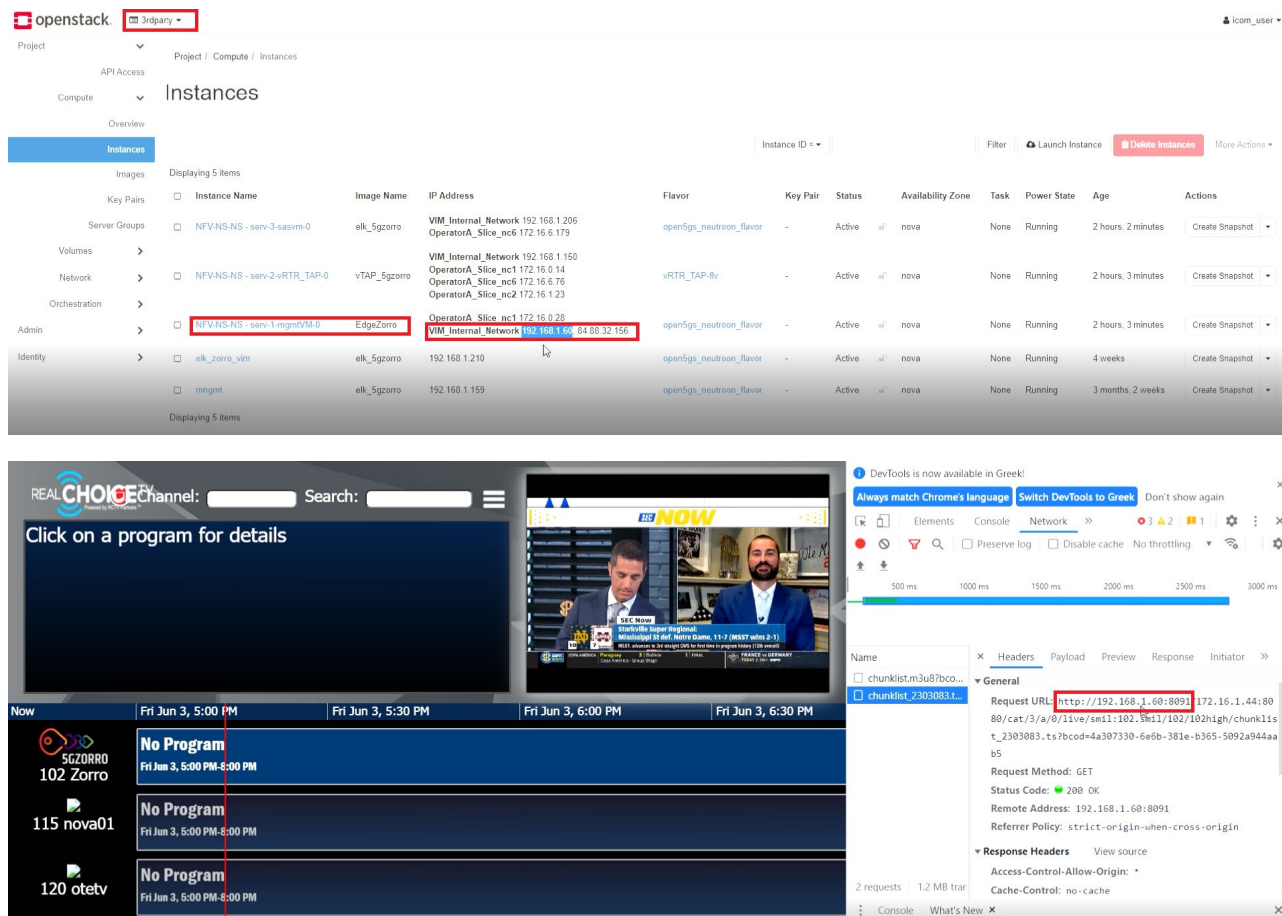 openstack. 3rdparty icom_user
Project
API Access
Compute
Overview
Instances
Images
Key Pairs
Server Groups
Volumes
Network
Orchestration
Admin
Identity
Project / Compute / Instances
Instances
Instance ID = Filter Launch Instance Delete Instances More Actions
Displaying 5 items
Instance Name Image Name IP Address Flavor Key Pair Status Availability Zone Task Power State Age Actions
NFV-NS-NS - serv-3-sasvm-0 elk_5gzorro VIM_Internal_Network 192.168.1.206 open5gs_neutroon_flavor - Active nova None Running 2 hours, 2 minutes Create Snapshot
OperatorA_Slice_nc6 172.16.6.179
VIM_Internal_Network 192.168.1.150
NFV-NS-NS - serv-2-vRTR_TAP-0 vTAP_5gzorro OperatorA_Slice_nc1 172.16.0.14 vRTR_TAP-flv - Active nova None Running 2 hours, 3 minutes Create Snapshot
OperatorA_Slice_nc6 172.16.6.76
OperatorA_Slice_nc2 172.16.1.23
OperatorA_Slice_nc1 172.16.0.28
NFV-NS-NS - serv-1-mgmtVM-0 EdgeZorro VIM_Internal_Network 192.168.1.60, 84.88.32.156 open5gs_neutroon_flavor - Active nova None Running 2 hours, 3 minutes Create Snapshot
elk_zorro_vim elk_5gzorro 192.168.1.210 open5gs_neutroon_flavor - Active nova None Running 4 weeks Create Snapshot
mngmt elk_5gzorro 192.168.1.159 open5gs_neutroon_flavor - Active nova None Running 3 months, 2 weeks Create Snapshot
Displaying 5 items
REAL CHOICE TV Channel: Search:
Click on a program for details
SEC NOW
SEC Now
Starkville Super Regional:
Mississippi St def. Notre Dame, 11-7 (MSST wins 2-1)
Now Fri Jun 3, 5:00 PM Fri Jun 3, 5:30 PM Fri Jun 3, 6:00 PM Fri Jun 3, 6:30 PM
5GZORRO
102 Zorro
No Program
Fri Jun 3, 5:00 PM-8:00 PM
115 nova01
No Program
Fri Jun 3, 5:00 PM-8:00 PM
120 otetv
No Program
Fri Jun 3, 5:00 PM-8:00 PM
DevTools is now available in Greek!
Always match Chrome's language Switch DevTools to Greek Don't show again
Elements Console Network » 3 2 1
Preserve log Disable cache No throttling
500 ms 1000 ms 1500 ms 2000 ms 2500 ms 3000 ms
Name
chunklist.m3u8?bco...
chunklist_2303083.t...
2 requests 1.2 MB tran
× Headers Payload Preview Response Initiator »
General
Request URL: http://192.168.1.60:8091/172.16.1.44:80
80/cat/3/a/0/live/smil:102.smil/102/102high/chunklis
t_2303083.ts?bcod=4a307330-6e6b-381e-b365-5092a944aa
b5
Request Method: GET
Status Code: 200 OK
Remote Address: 192.168.1.60:8091
Referrer Policy: strict-origin-when-cross-origin
Response Headers View source
Access-Control-Allow-Origin: *
Cache-Control: no-cache
Console What's New ×